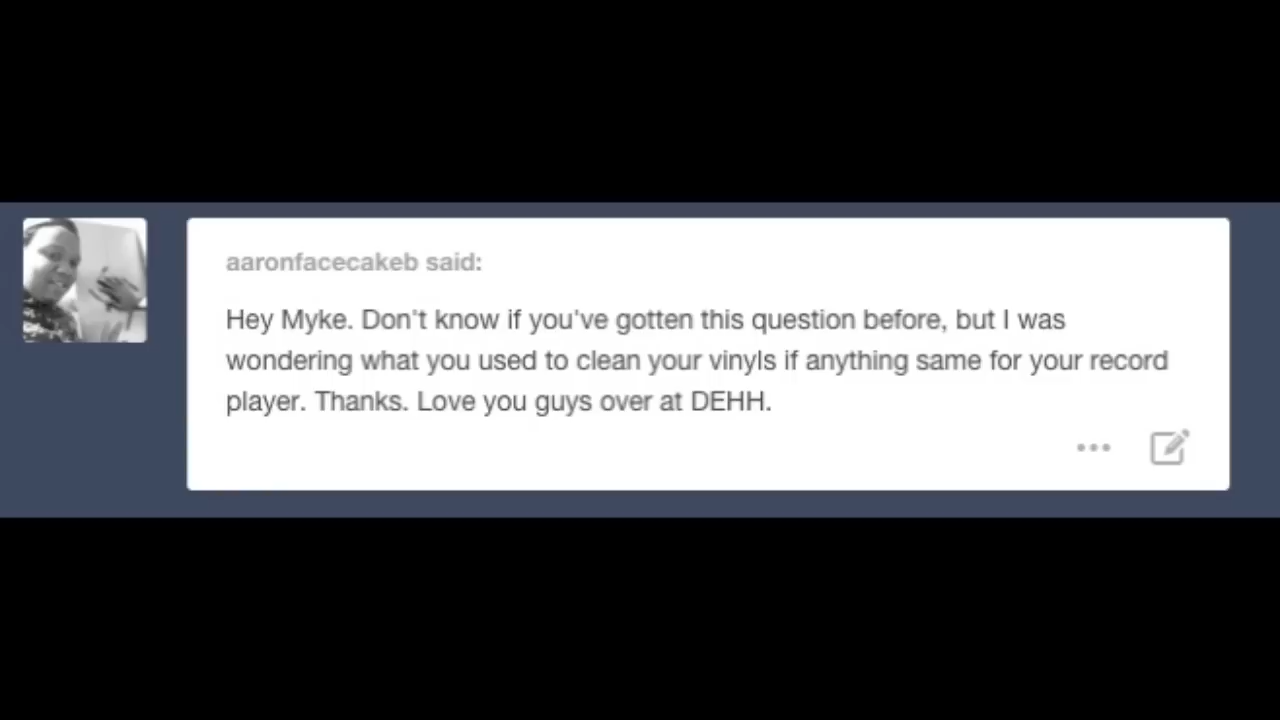 aaronfacecakeb said:
Hey Myke. Don't know if you've gotten this question before, but I was
wondering what you used to clean your vinyls if anything same for your record
player. Thanks. Love you guys over at DEHH.